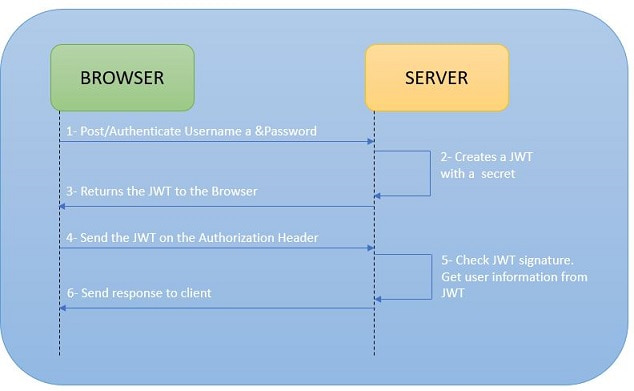 BROWSER
SERVER
1- Post/Authenticate Username a &Password
2- Creates a JWT
with a secret
3- Returns the JWT to the Browser
4- Send the JWT on the Authorization Header
5- Check JWT signature.
Get user information from
JWT
6- Send response to client